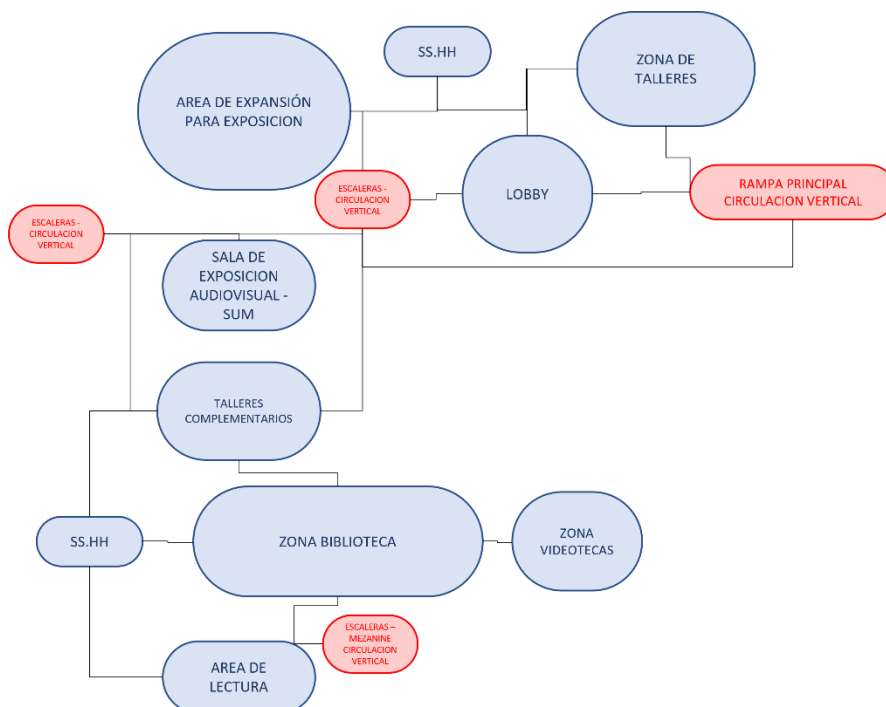 SS.HH
ZONA DE
TALLERES
AREA DE EXPANSIÓN
PARA EXPOSICION
ESCALERAS -
CIRCULACION
VERTICAL
LOBBY
RAMPA PRINCIPAL
CIRCULACION VERTICAL
ESCALERAS -
CIRCULACION
VERTICAL
SALA DE
EXPOSICION
AUDIOVISUAL -
SUM
TALLERES
COMPLEMENTARIOS
SS.HH
ZONA BIBLIOTECA
ZONA
VIDEOTECAS
ESCALERAS –
MEZANINE
CIRCULACION
VERTICAL
AREA DE
LECTURA